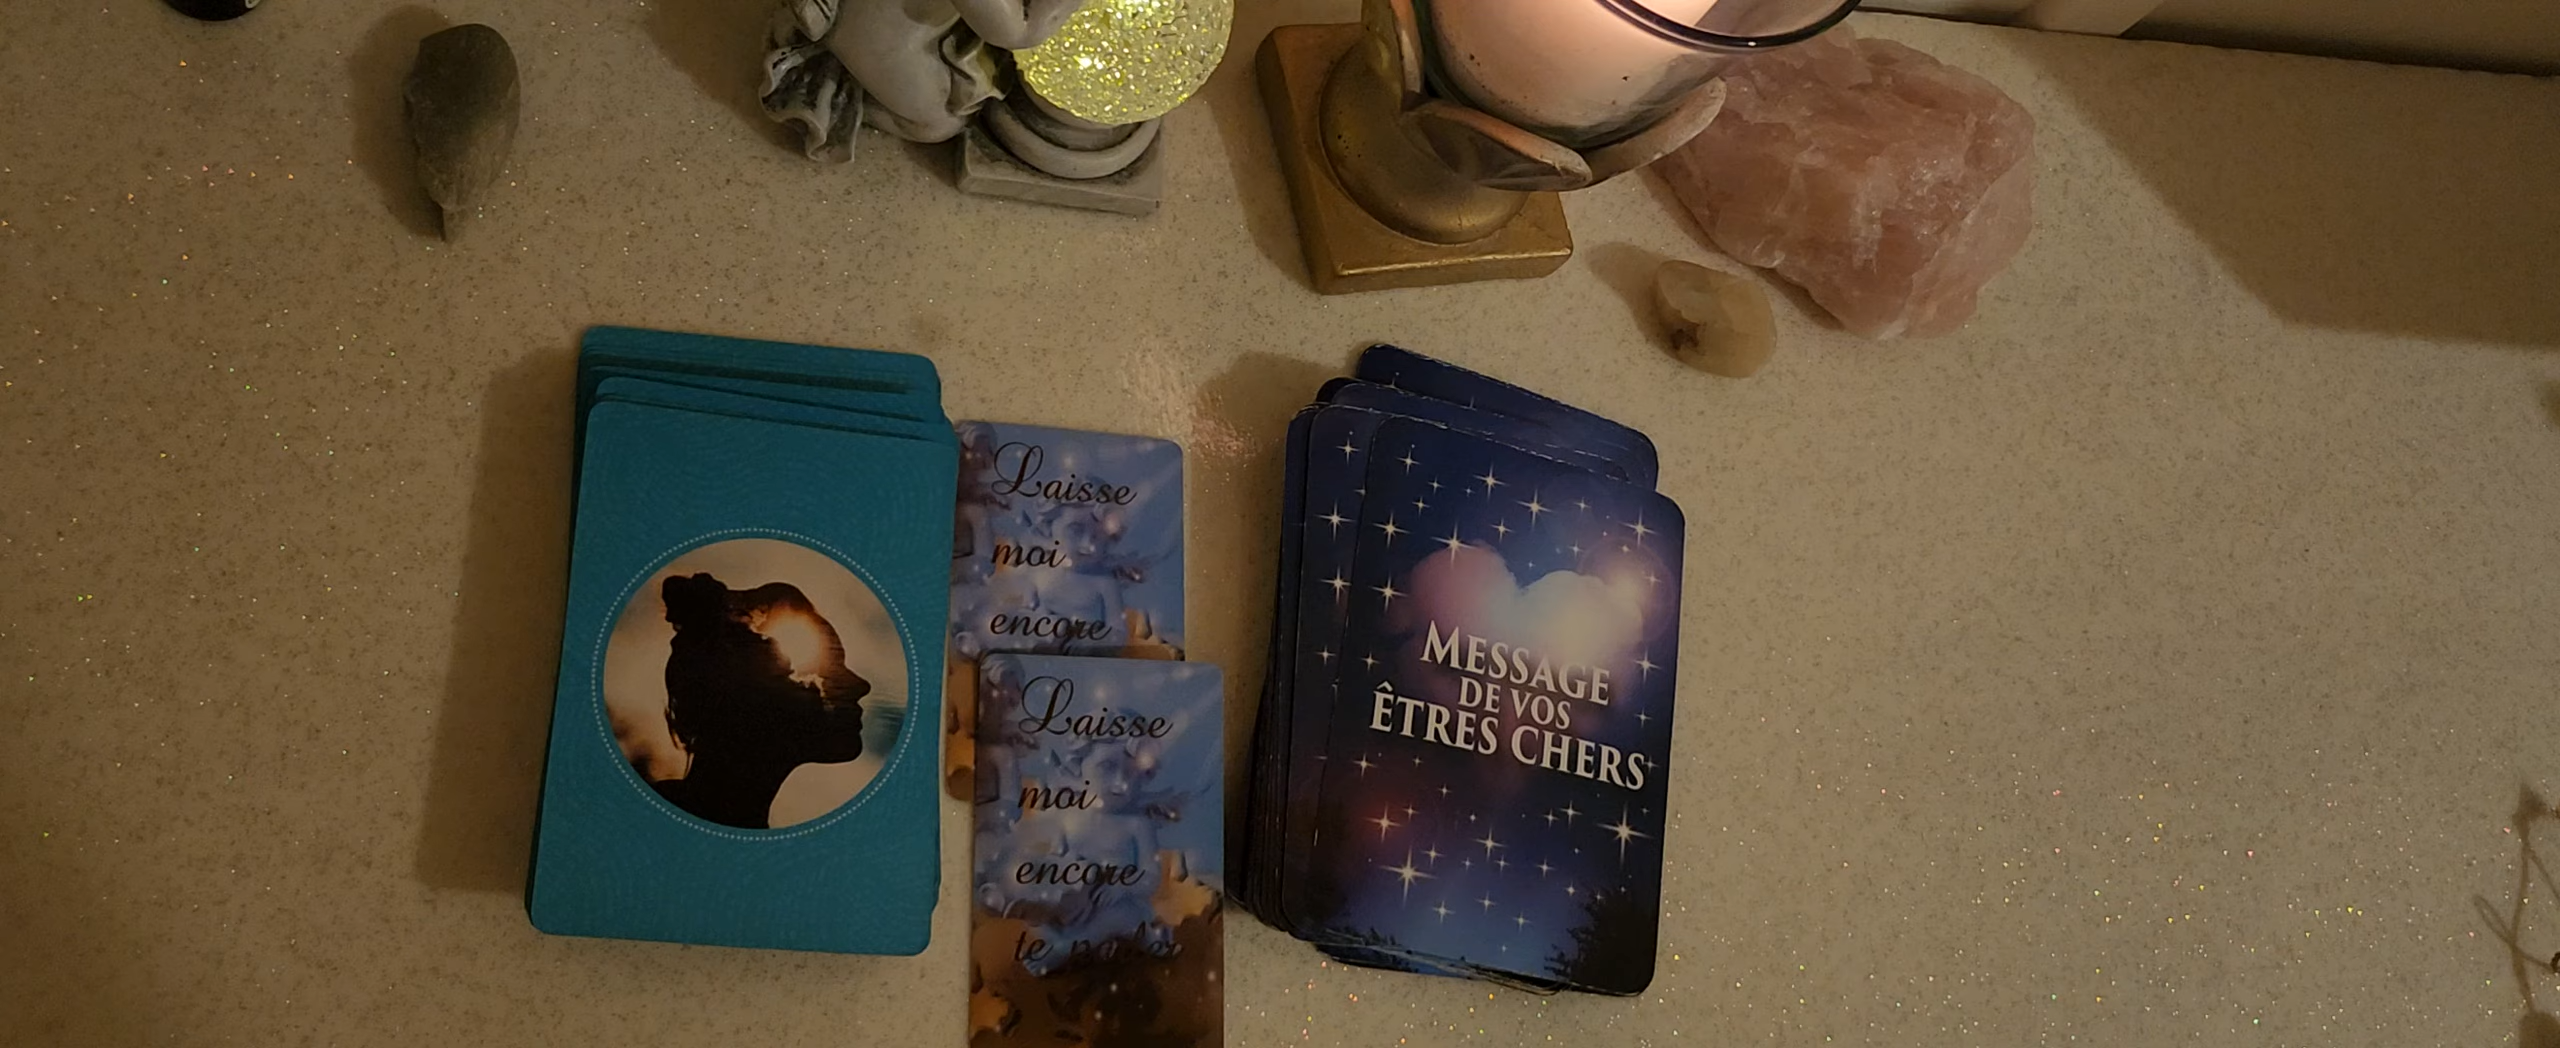 Laisse
moi
encore
Laisse
moi
encore
te parler
MESSAGE
DE VOS
ÊTRES CHERS